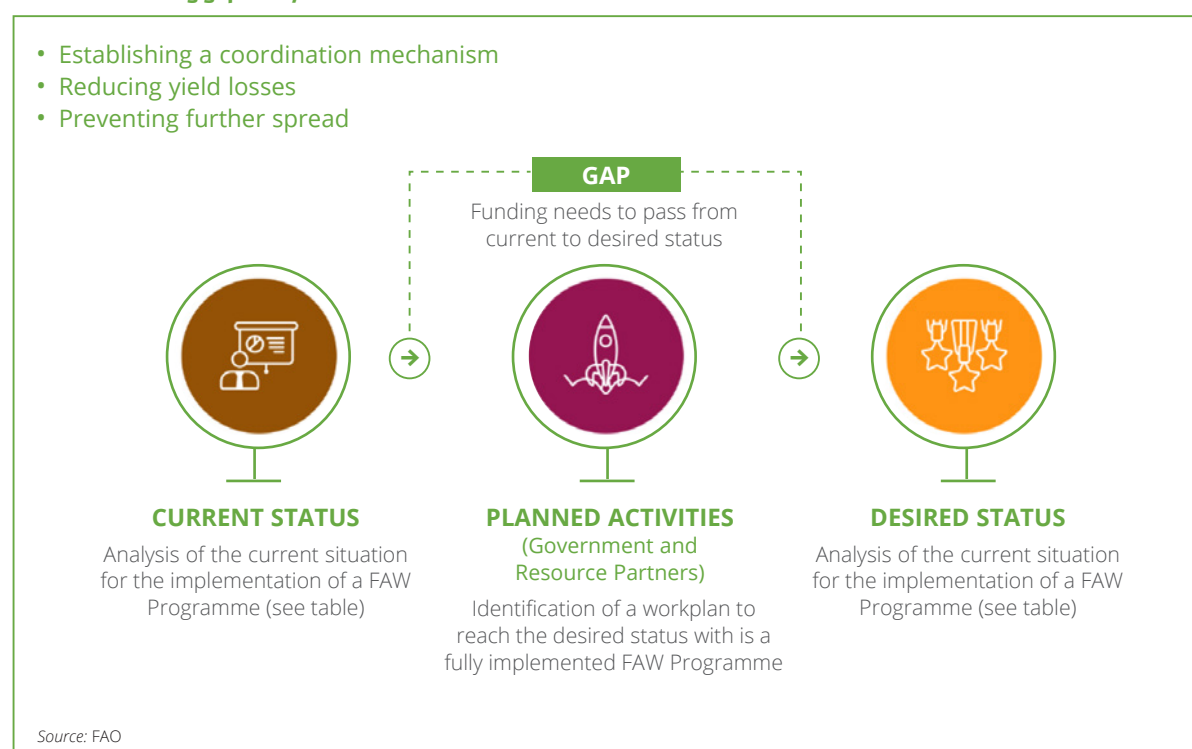 • Establishing a coordination mechanism
• Reducing yield losses
• Preventing further spread
GAP
Funding needs to pass from
current to desired status
CURRENT STATUS
Analysis of the current situation
for the implementation of a FAW
Programme (see table)
PLANNED ACTIVITIES
(Government and
Resource Partners)
Identification of a workplan to
reach the desired status with is a
fully implemented FAW Programme
DESIRED STATUS
Analysis of the current situation
for the implementation of a FAW
Programme (see table)
Source: FAO